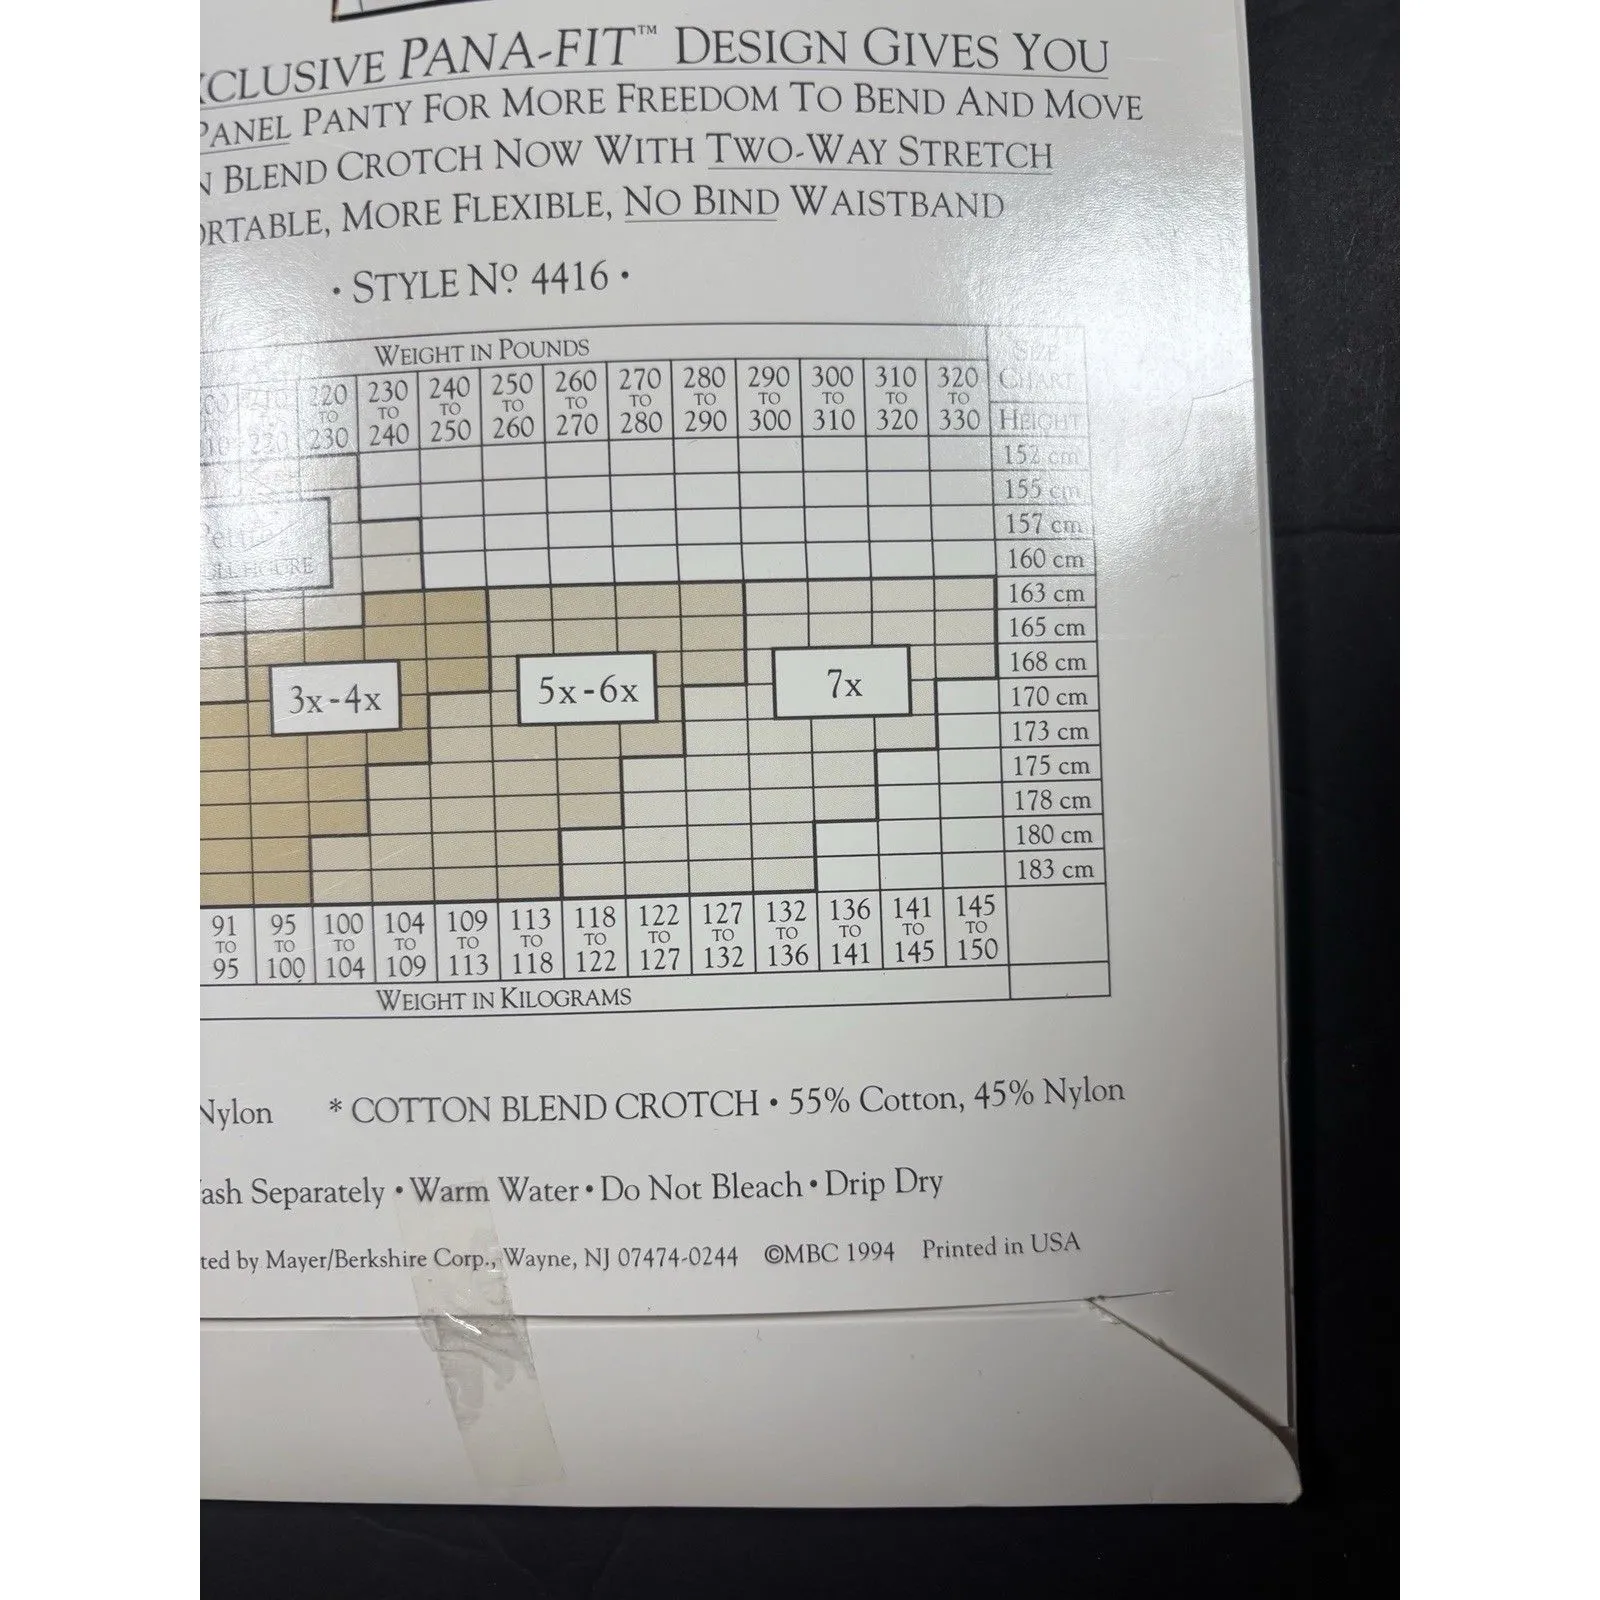 EXCLUSIVE PANA-FIT™ DESIGN GIVES YOU
PANEL PANTY FOR MORE FREEDOM TO BEND AND MOVE
N BLEND CROTCH NOW WITH TWO-WAY STRETCH
ORTABLE, MORE FLEXIBLE, NO BIND WAISTBAND
• STYLE Nº 4416 •
WEIGHT IN POUNDS
SIZE CHART
220 TO 230
230 TO 240
240 TO 250
250 TO 260
260 TO 270
270 TO 280
280 TO 290
290 TO 300
300 TO 310
310 TO 320
320 TO 330
HEIGHT
152 cm
155 cm
157 cm
160 cm
163 cm
165 cm
168 cm
170 cm
173 cm
175 cm
178 cm
180 cm
183 cm
Petite
FIGURE
3x-4x
5x-6x
7x
91 TO 95
95 TO 100
100 TO 104
104 TO 109
109 TO 113
113 TO 118
118 TO 122
122 TO 127
127 TO 132
132 TO 136
136 TO 141
141 TO 145
145 TO 150
WEIGHT IN KILOGRAMS
Nylon * COTTON BLEND CROTCH • 55% Cotton, 45% Nylon
ash Separately • Warm Water • Do Not Bleach • Drip Dry
ted by Mayer/Berkshire Corp., Wayne, NJ 07474-0244 ©MBC 1994 Printed in USA